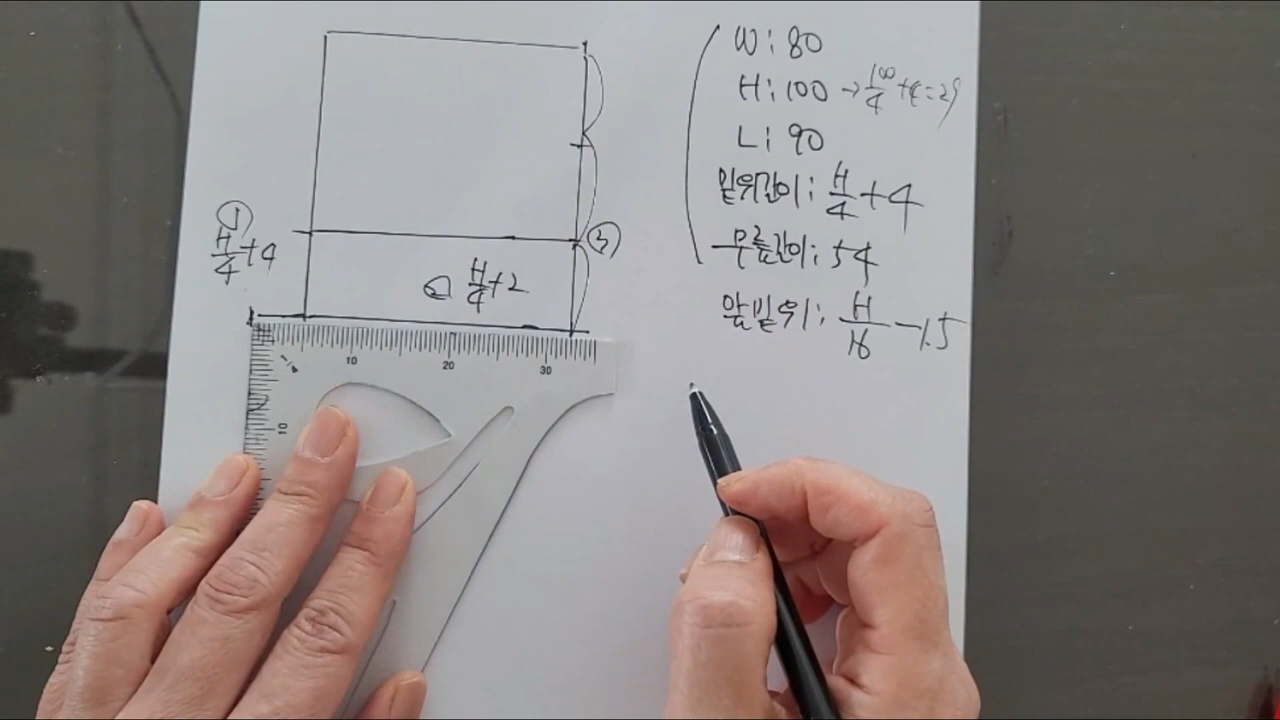 W: 80
H: 100 → 100/4 + 4 = 29
L: 90
밑위길이: H/4 + 4
무릎길이: 54
앞밑위: H/16 - 1.5
① H/4 + 4
② H/4 + 2
③
10 20 30
10